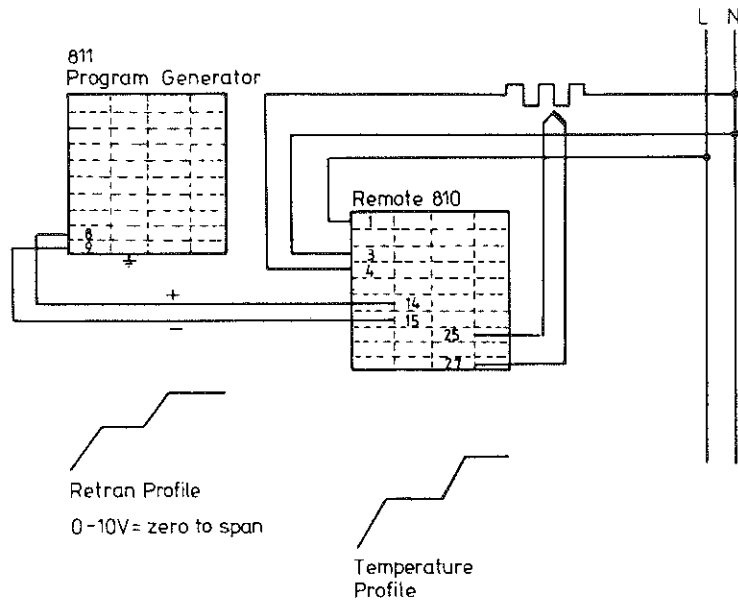 L N
811
Program Generator
Remote 810
1
8
9
3
4
+
14
−
15
25
27
Retran Profile
0-10V= zero to span
Temperature
Profile